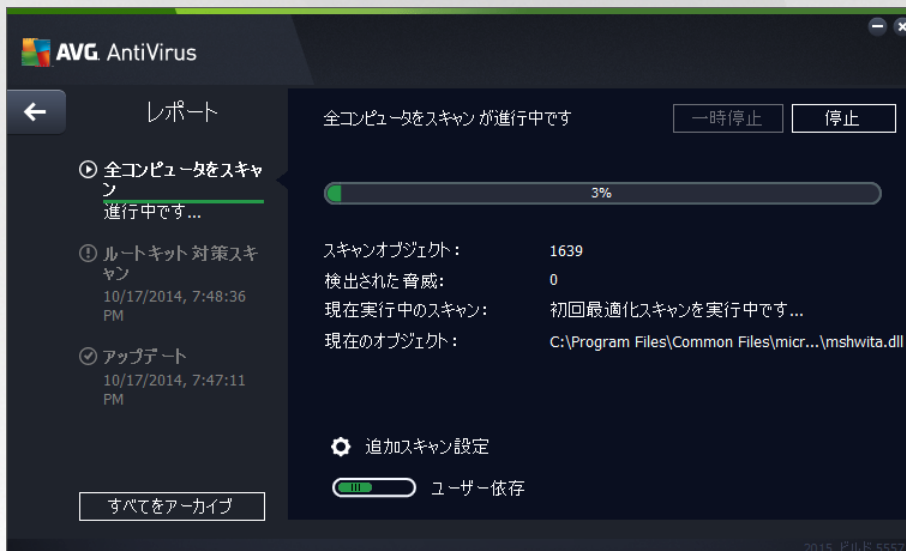 AVG AntiVirus
レポート
全コンピュータをスキャ
ン
進行中です...
ルートキット 対策スキ
ャン
10/17/2014, 7:48:36
PM
アップデート
10/17/2014, 7:47:11
PM
すべてをアーカイブ
全コンピュータをスキャン が進行中です
一時停止
停止
3%
スキャンオブジェクト： 1639
検出された 脅威: 0
現在実行中のスキャン: 初回最適化スキャンを実行中です...
現在のオブジェクト： C:\Program Files\Common Files\micr...\mshwita.dll
追加スキャン設定
ユーザー依存
2015 ビルド 5557